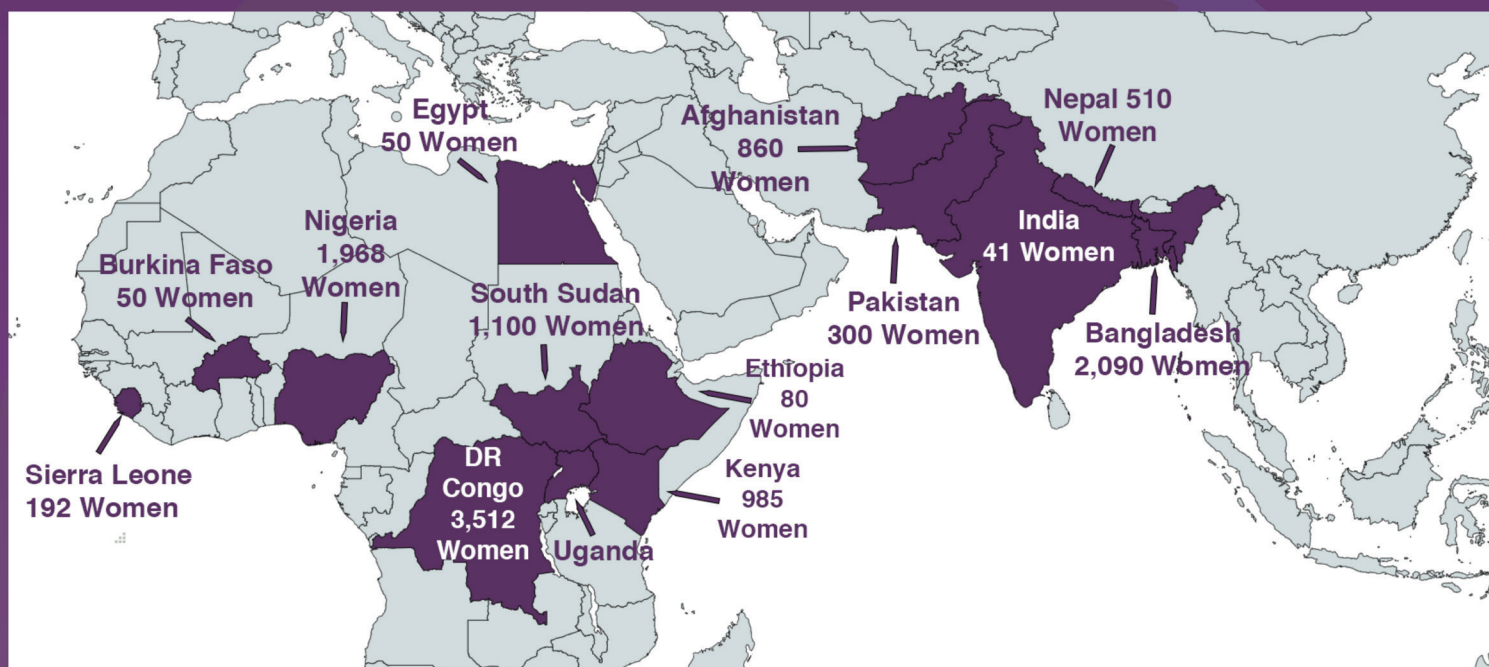 Egypt
50 Women
Afghanistan
860
Women
Nepal 510
Women
Nigeria
1,968
Women
Burkina Faso
50 Women
India
41 Women
South Sudan
1,100 Women
Pakistan
300 Women
Bangladesh
2,090 Women
Ethiopia
80
Women
Sierra Leone
192 Women
DR
Congo
3,512
Women
Kenya
985
Women
Uganda